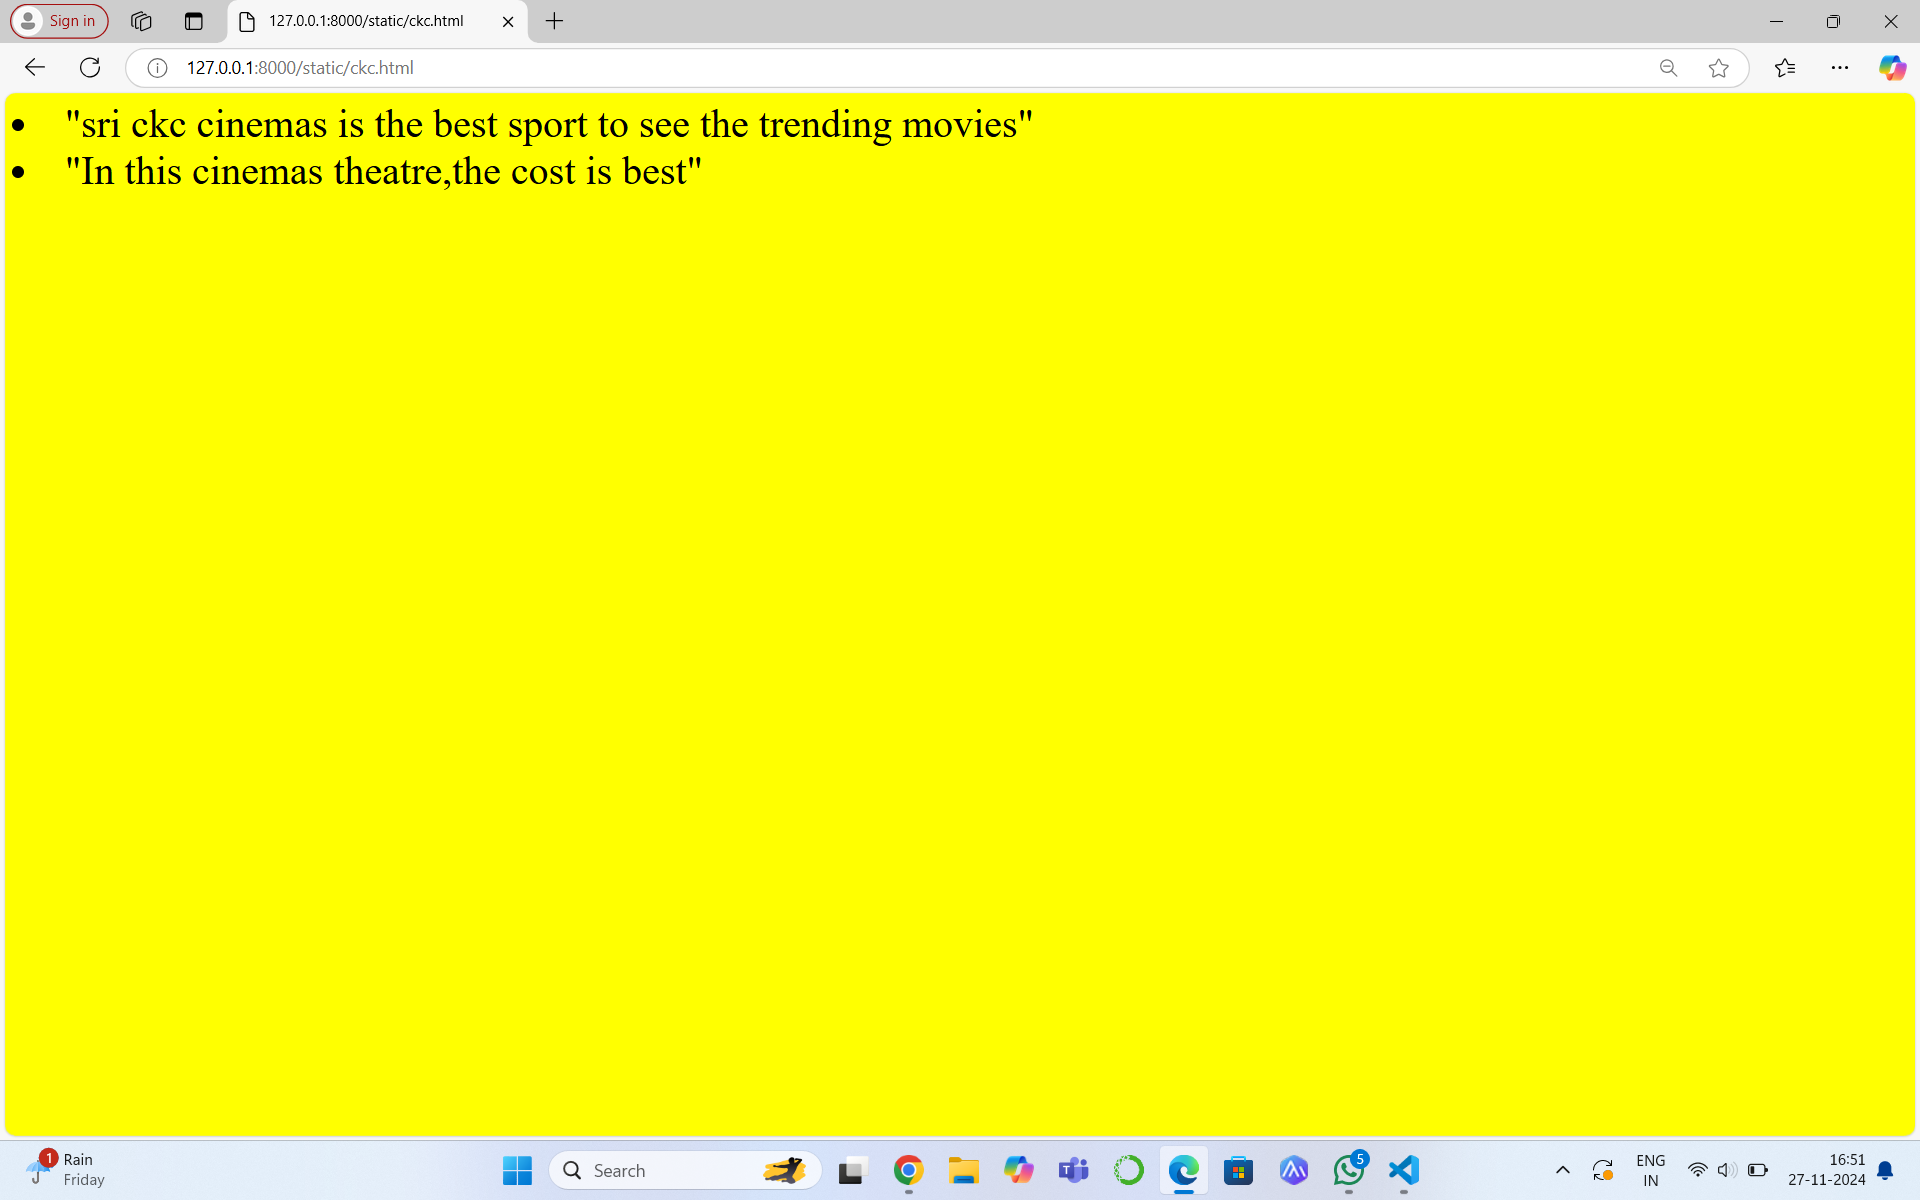 Sign in
127.0.0.1:8000/static/ckc.html
127.0.0.1:8000/static/ckc.html
• "sri ckc cinemas is the best sport to see the trending movies"
• "In this cinemas theatre,the cost is best"
1
Rain
Friday
Search
T
5
ENG
IN
16:51
27-11-2024